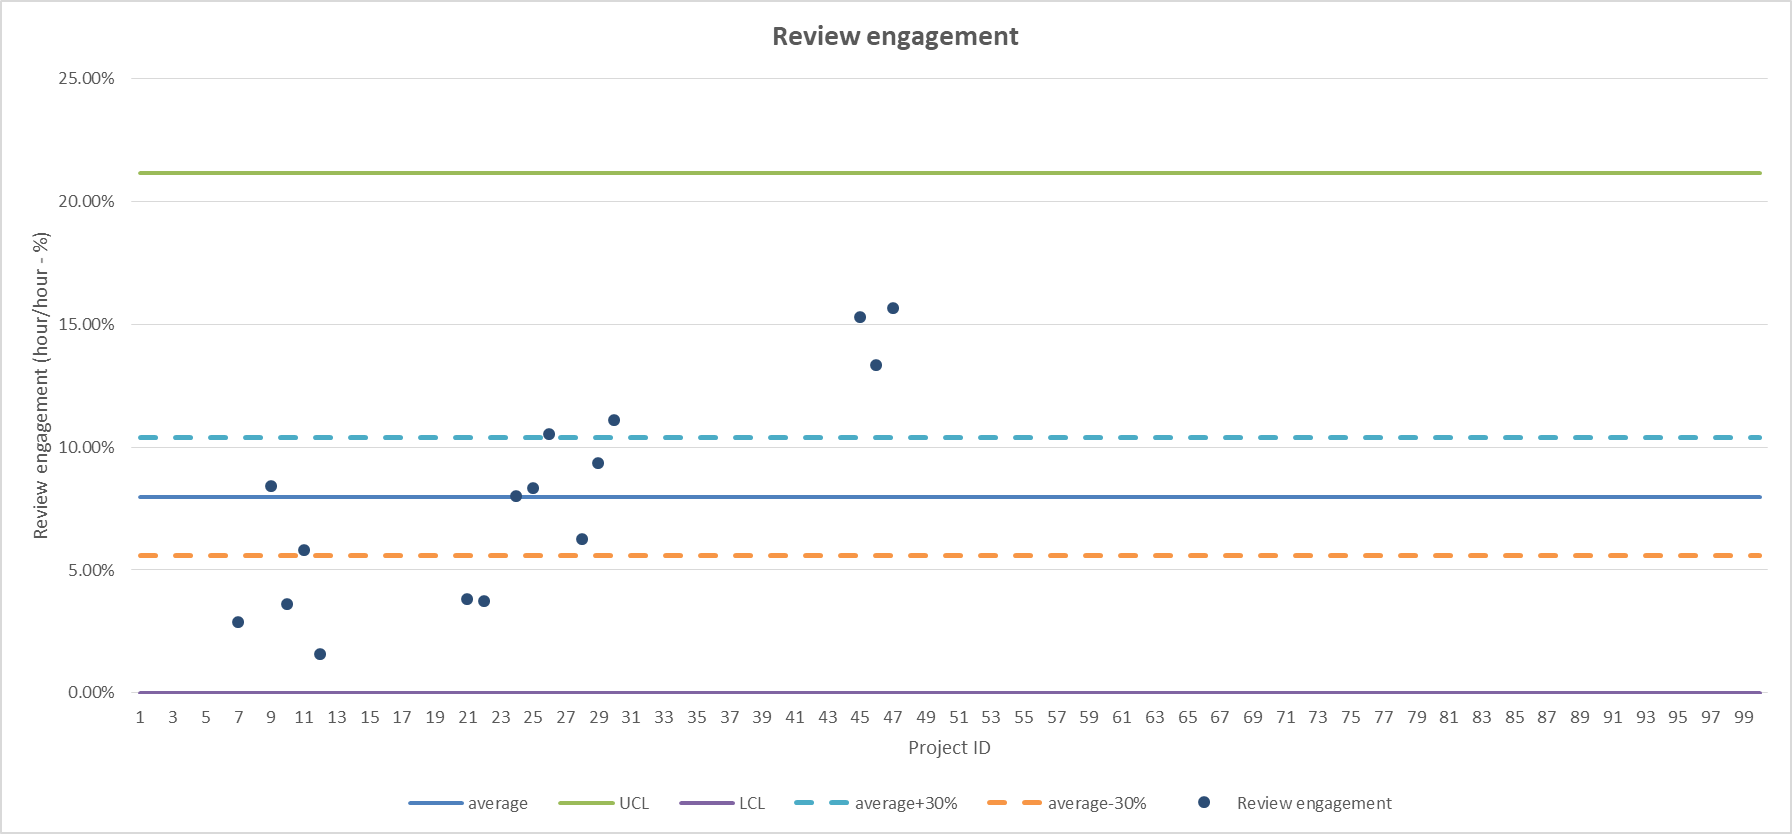 Review engagement
25.00%
20.00%
15.00%
10.00%
5.00%
0.00%
Review engagement (hour/hour - %)
1 3 5 7 9 11 13 15 17 19 21 23 25 27 29 31 33 35 37 39 41 43 45 47 49 51 53 55 57 59 61 63 65 67 69 71 73 75 77 79 81 83 85 87 89 91 93 95 97 99
Project ID
average UCL LCL average+30% average-30% Review engagement